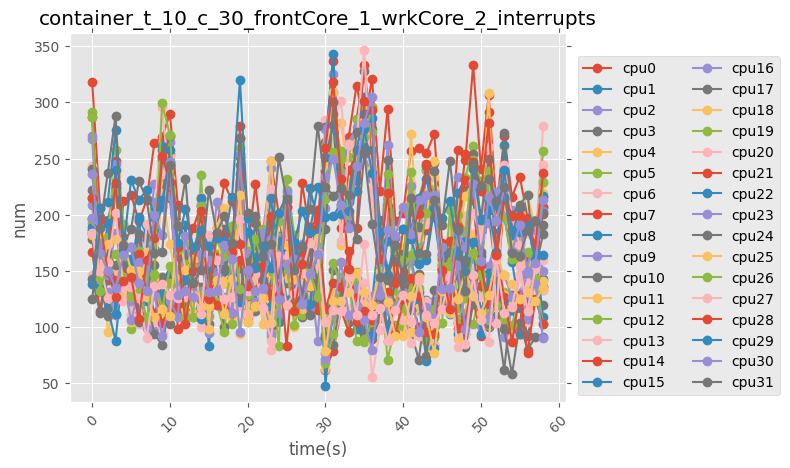 container_t_10_c_30_frontCore_1_wrkCore_2_interrupts
350
300
250
200
150
100
50
num
0
10
20
30
40
50
60
time(s)
cpu0
cpu1
cpu2
cpu3
cpu4
cpu5
cpu6
cpu7
cpu8
cpu9
cpu10
cpu11
cpu12
cpu13
cpu14
cpu15
cpu16
cpu17
cpu18
cpu19
cpu20
cpu21
cpu22
cpu23
cpu24
cpu25
cpu26
cpu27
cpu28
cpu29
cpu30
cpu31